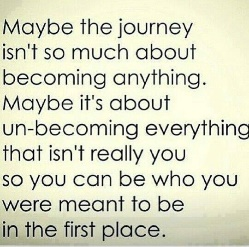 Maybe the journey
isn't so much about
becoming anything.
Maybe it's about
un-becoming everything
that isn't really you
so you can be who you
were meant to be
in the first place.